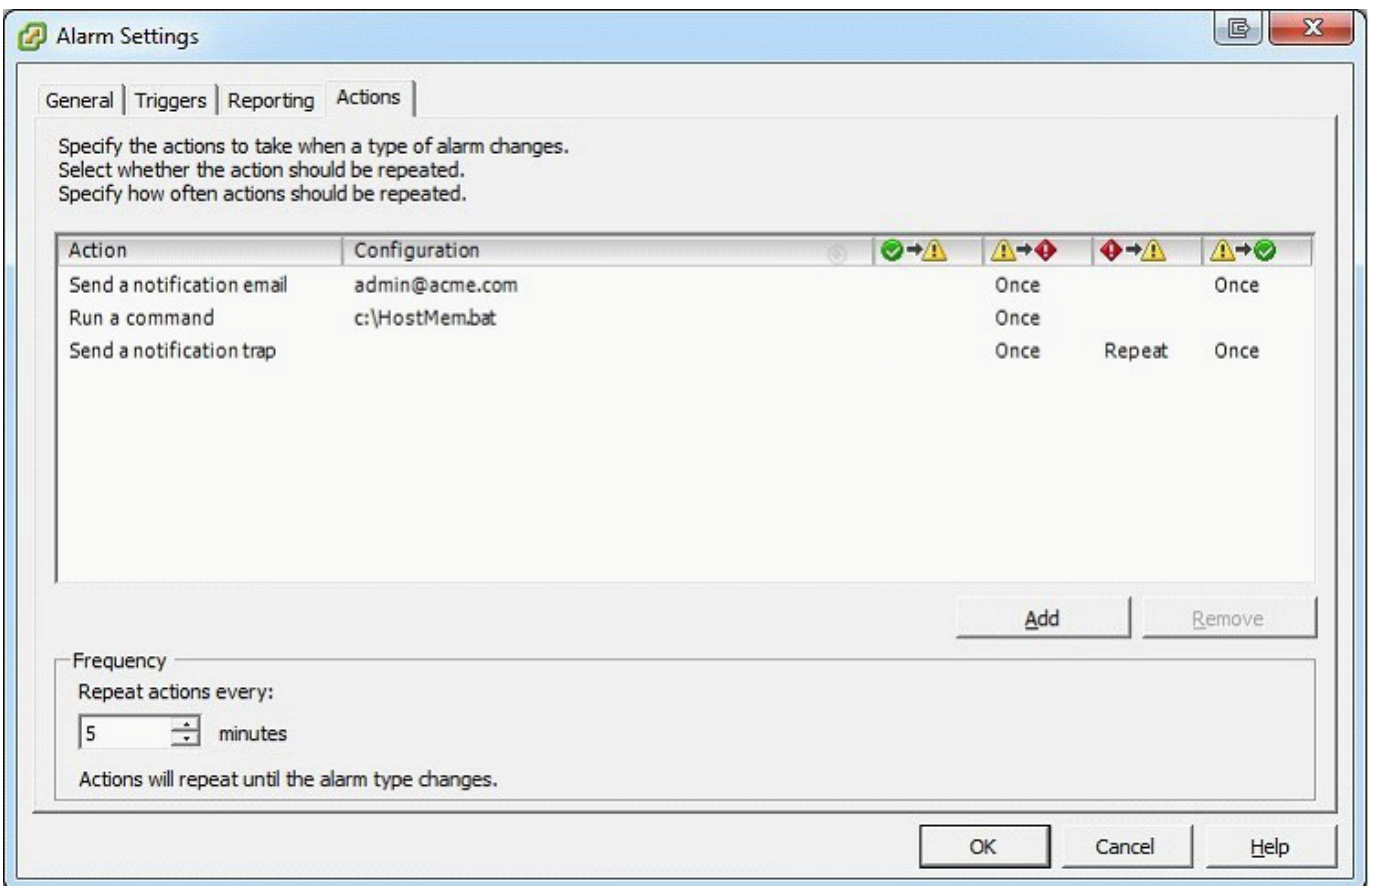 Alarm Settings
General Triggers Reporting Actions
Specify the actions to take when a type of alarm changes.
Select whether the action should be repeated.
Specify how often actions should be repeated.
Action Configuration
Send a notification email admin@acme.com Once Once
Run a command c:\HostMem.bat Once
Send a notification trap Once Repeat Once
Add Remove
Frequency
Repeat actions every:
5 minutes
Actions will repeat until the alarm type changes.
OK Cancel Help